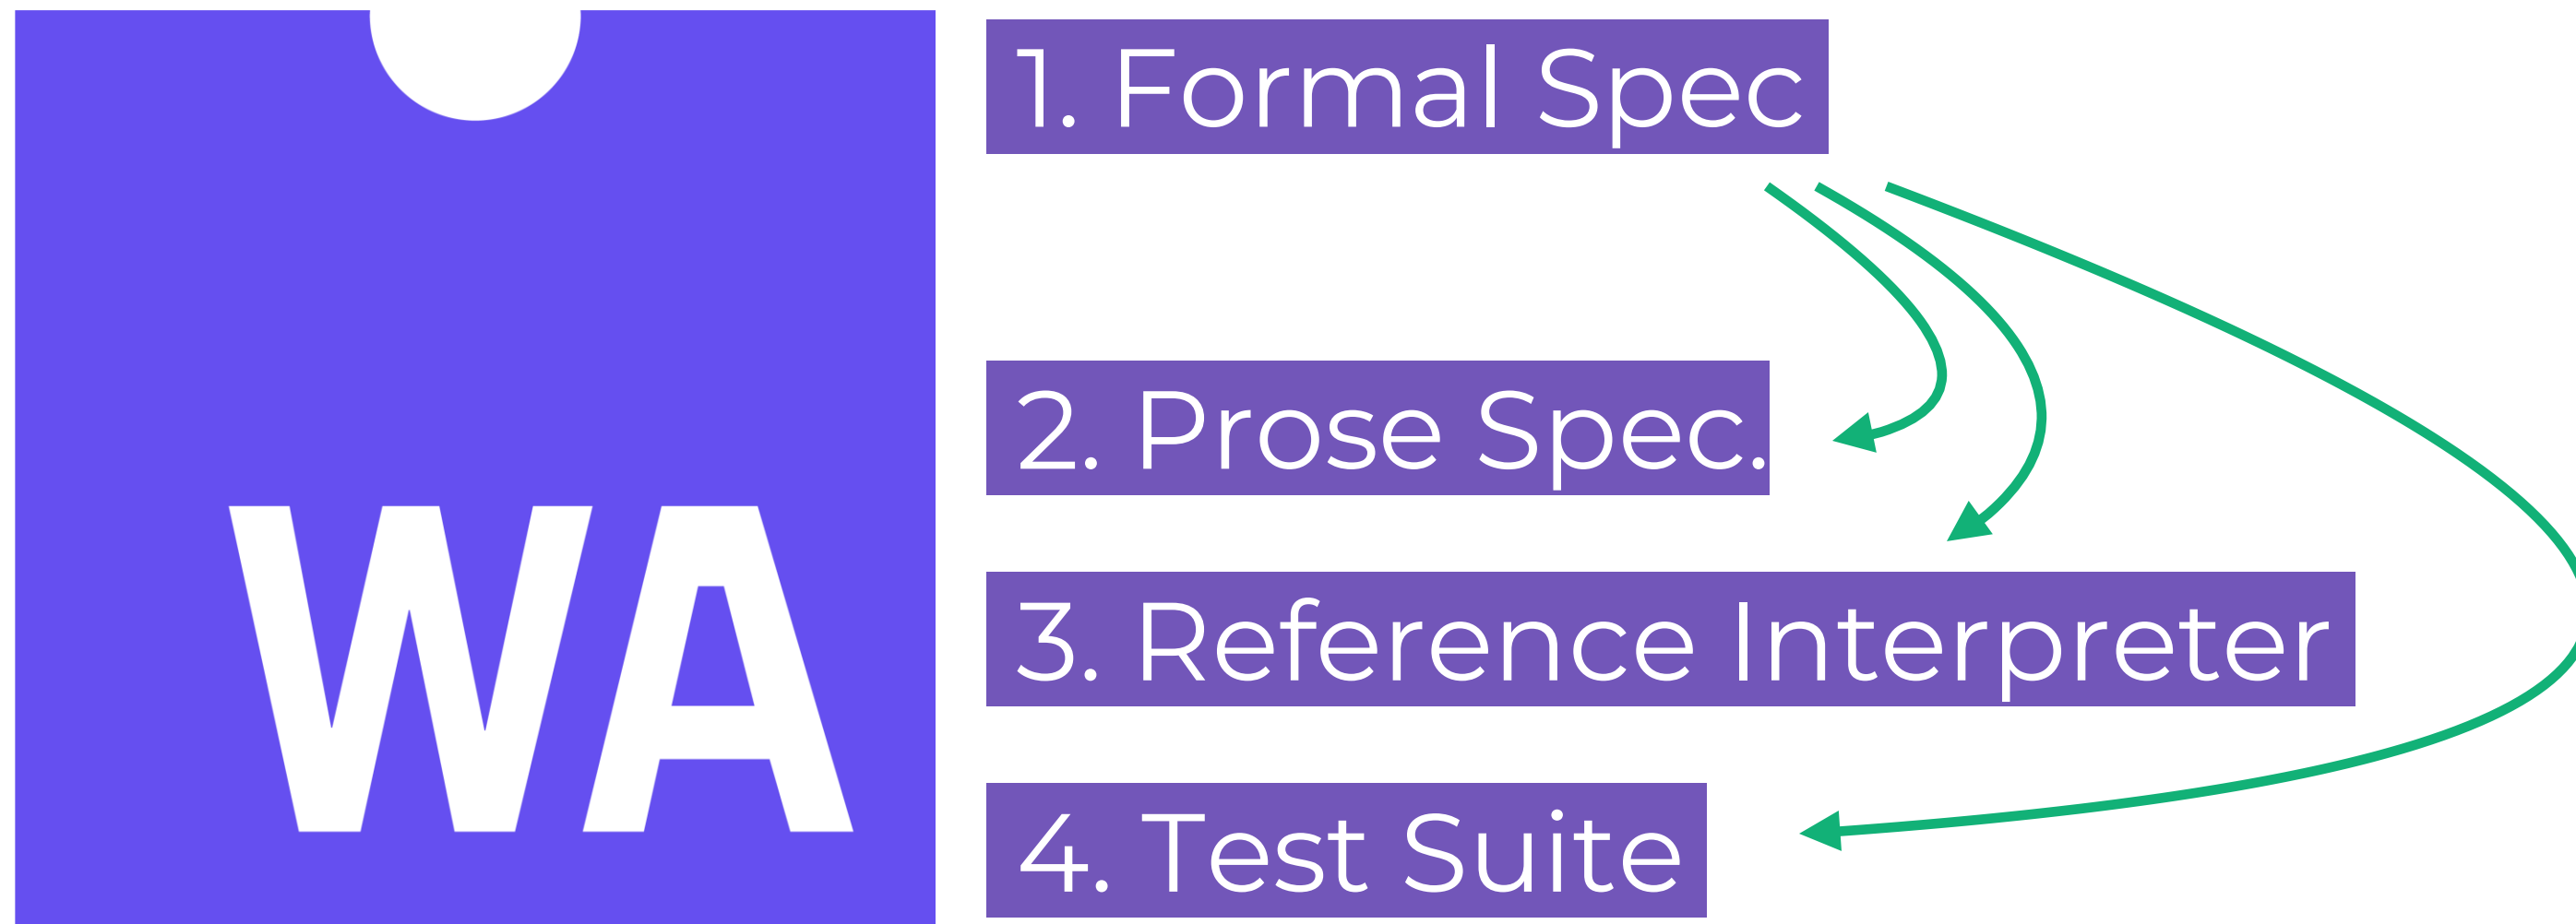 WA
1. Formal Spec
2. Prose Spec.
3. Reference Interpreter
4. Test Suite